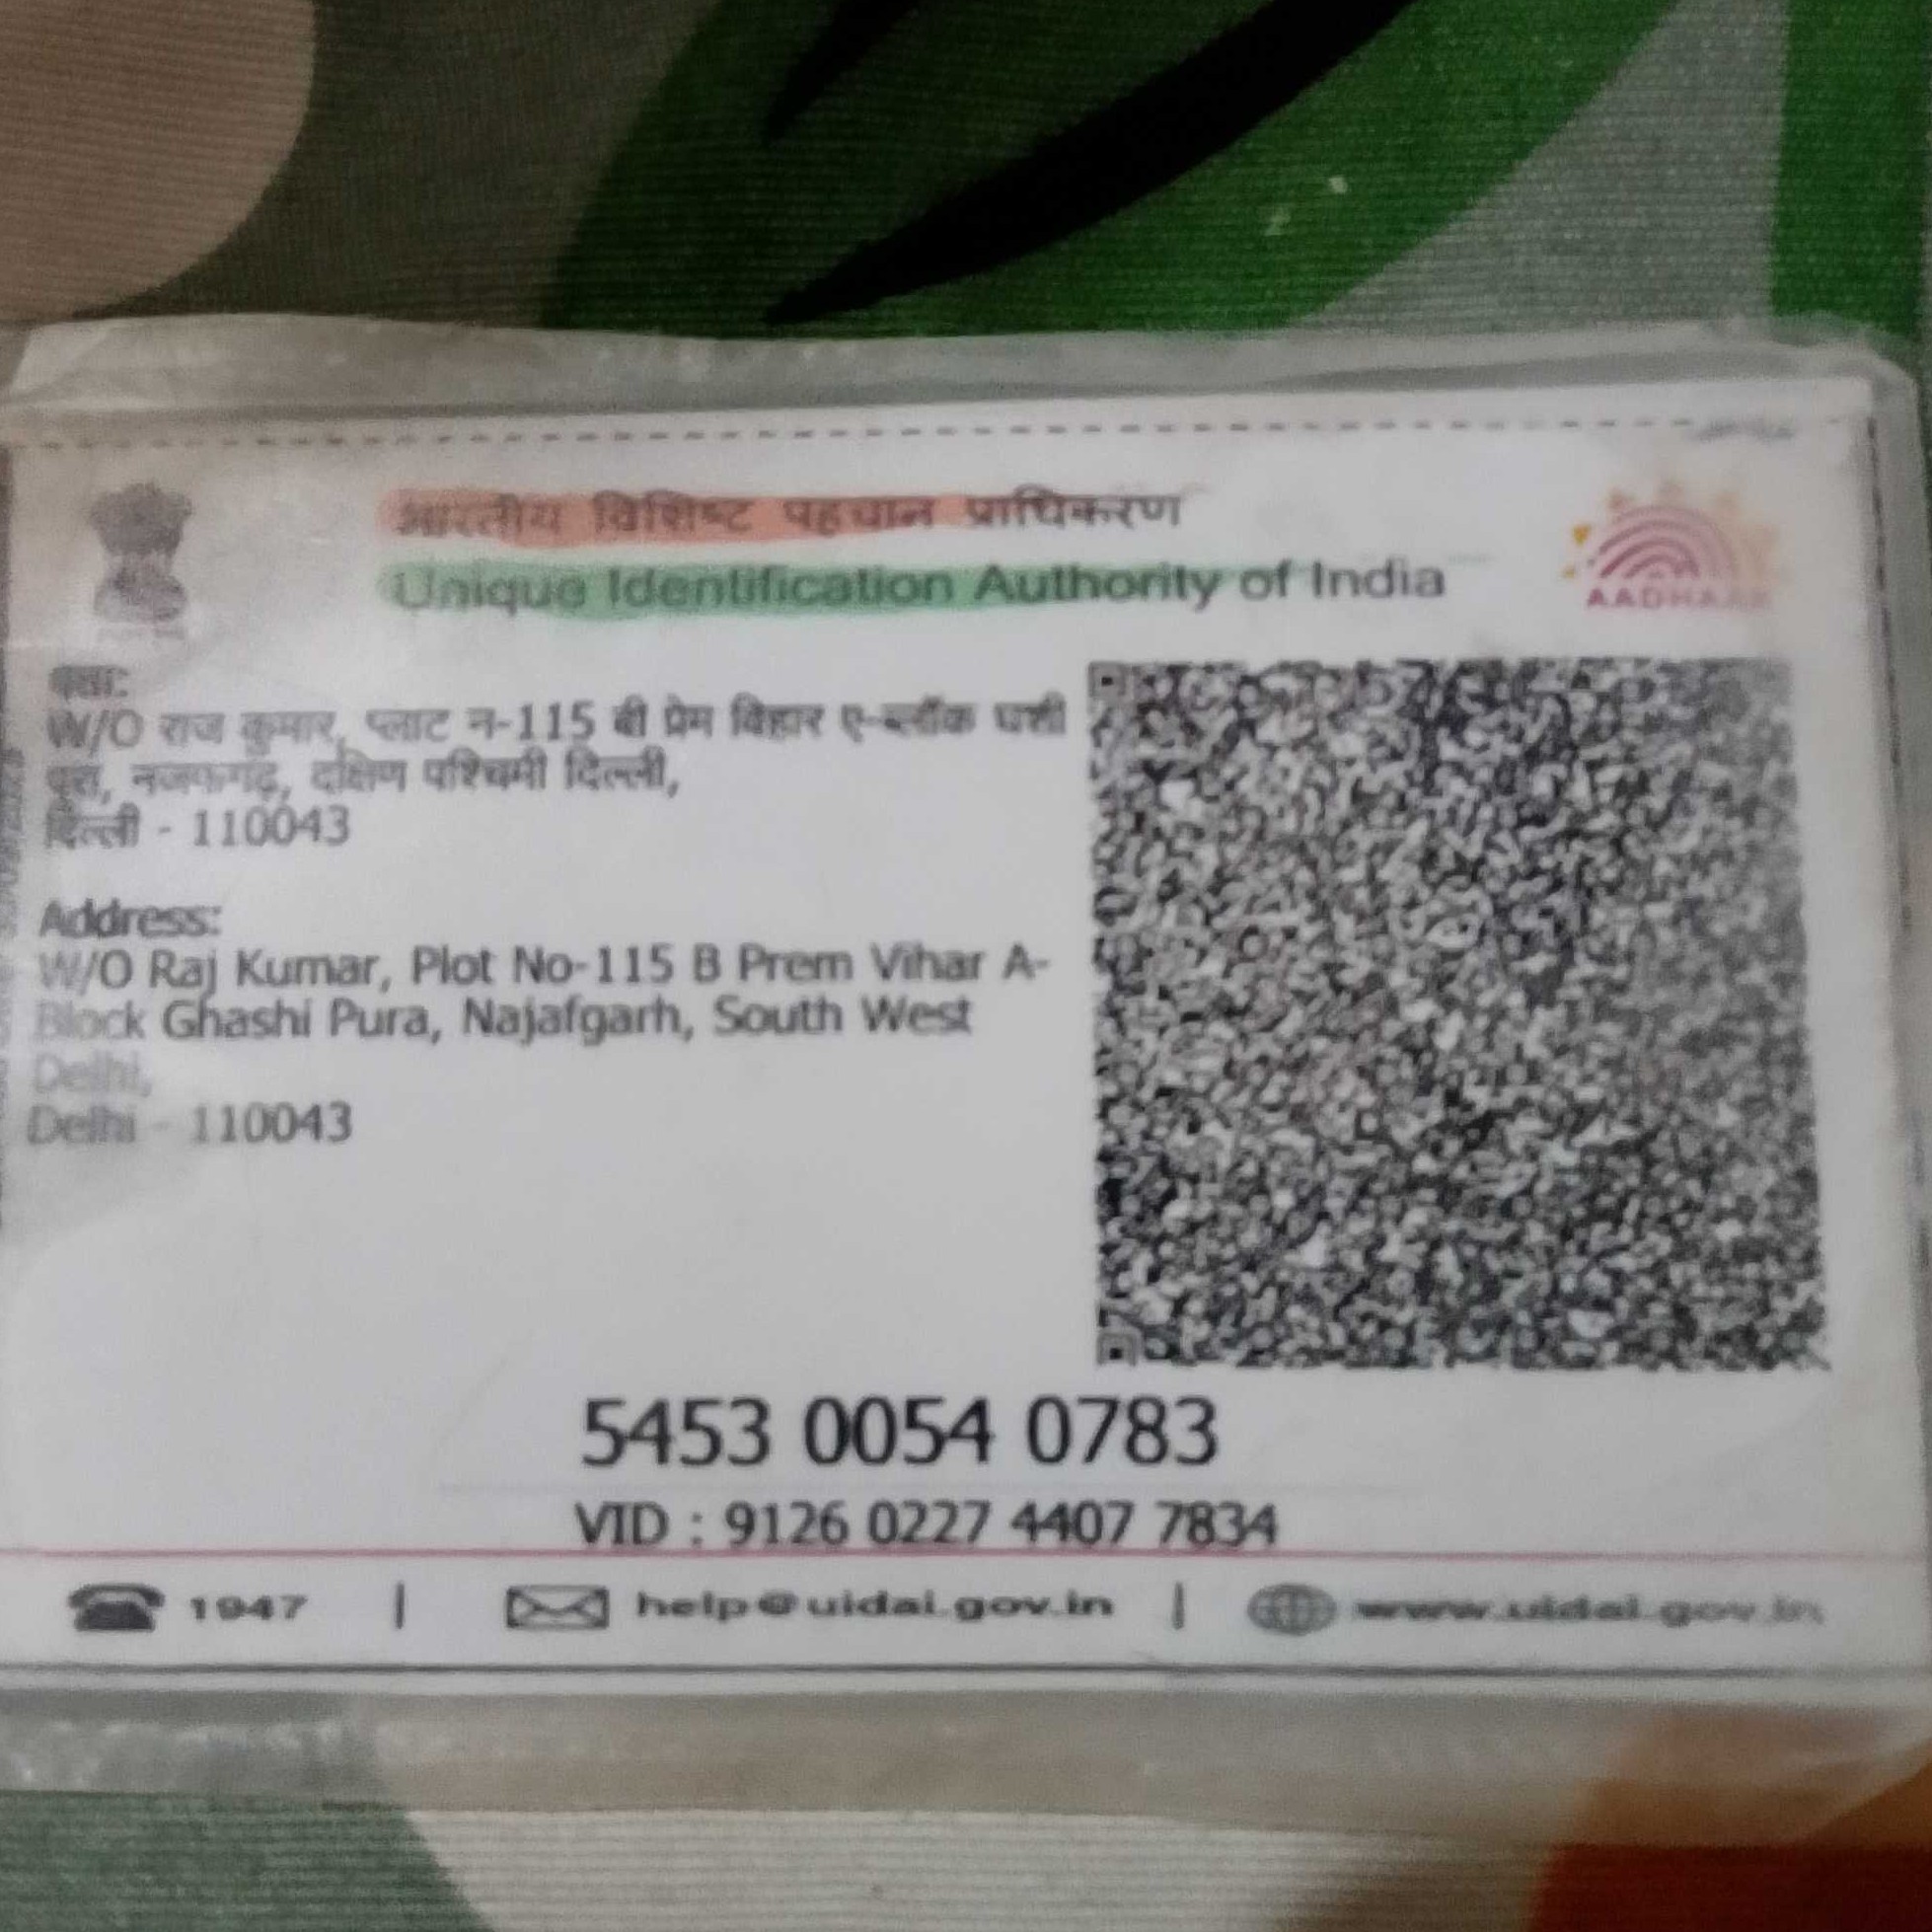 भारतीय विशिष्ट पहचान प्राधिकरण
Unique Identification Authority of India
AADHAAR
पता:
W/O राज कुमार, प्लाट न-115 बी प्रेम विहार ए-ब्लॉक घशी
पुरा, नजफगढ़, दक्षिण पश्चिमी दिल्ली,
दिल्ली - 110043
Address:
W/O Raj Kumar, Plot No-115 B Prem Vihar A-
Block Ghashi Pura, Najafgarh, South West
Delhi,
Delhi - 110043
5453 0054 0783
VID : 9126 0227 4407 7834
1947 | help@uidai.gov.in | www.uidai.gov.in